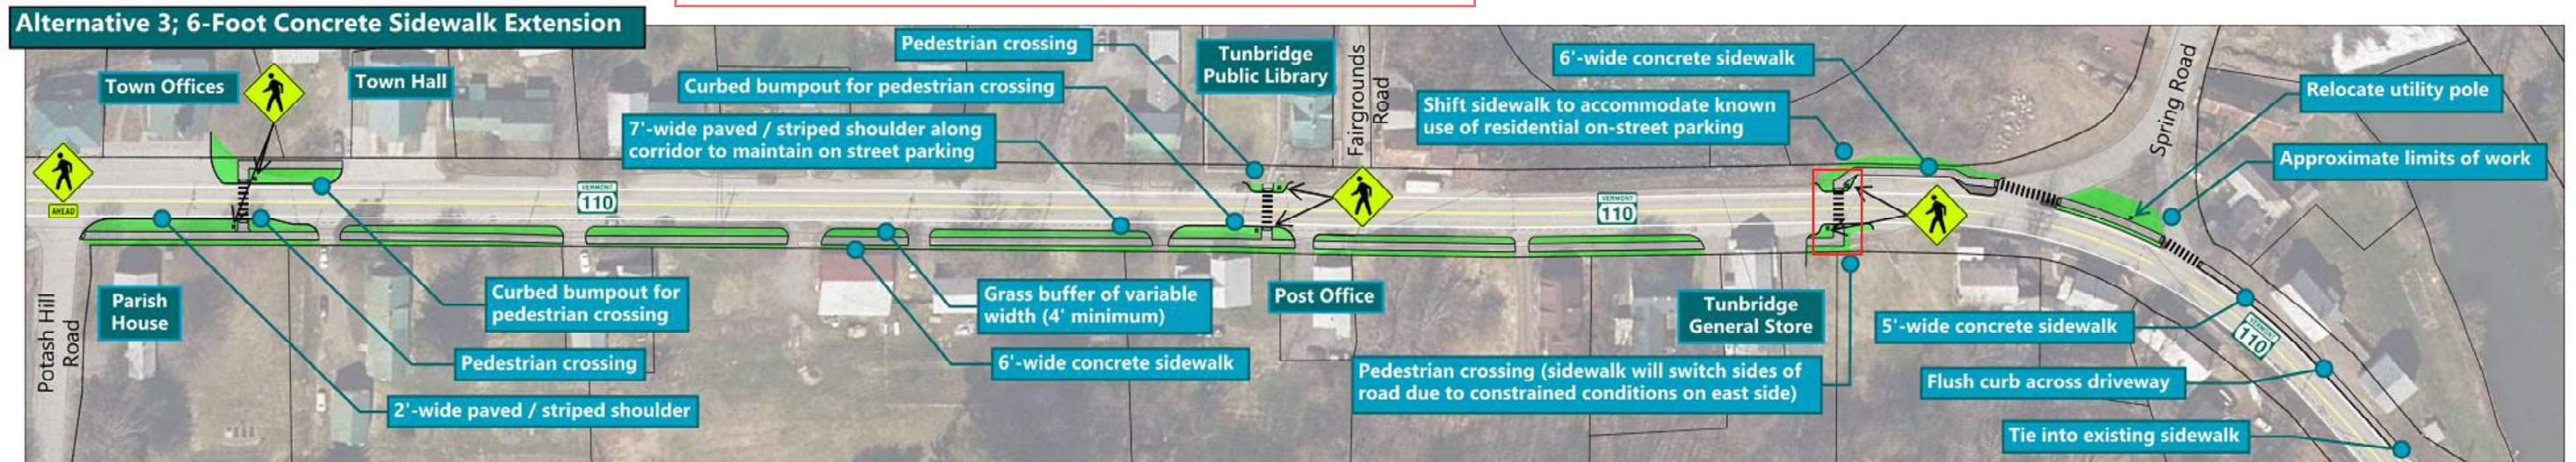 Alternative 3; 6-Foot Concrete Sidewalk Extension
Town Offices
Town Hall
Pedestrian crossing
Curbed bumpout for pedestrian crossing
7'-wide paved / striped shoulder along
corridor to maintain on street parking
Tunbridge
Public Library
Fairgrounds
Road
6'-wide concrete sidewalk
Shift sidewalk to accommodate known
use of residential on-street parking
Spring Road
Relocate utility pole
Approximate limits of work
AHEAD
VERMONT
110
VERMONT
110
Potash Hill
Road
Parish
House
Curbed bumpout for
pedestrian crossing
Pedestrian crossing
2'-wide paved / striped shoulder
Grass buffer of variable
width (4' minimum)
6'-wide concrete sidewalk
Post Office
Pedestrian crossing (sidewalk will switch sides of
road due to constrained conditions on east side)
Tunbridge
General Store
5'-wide concrete sidewalk
VERMONT
110
Flush curb across driveway
Tie into existing sidewalk